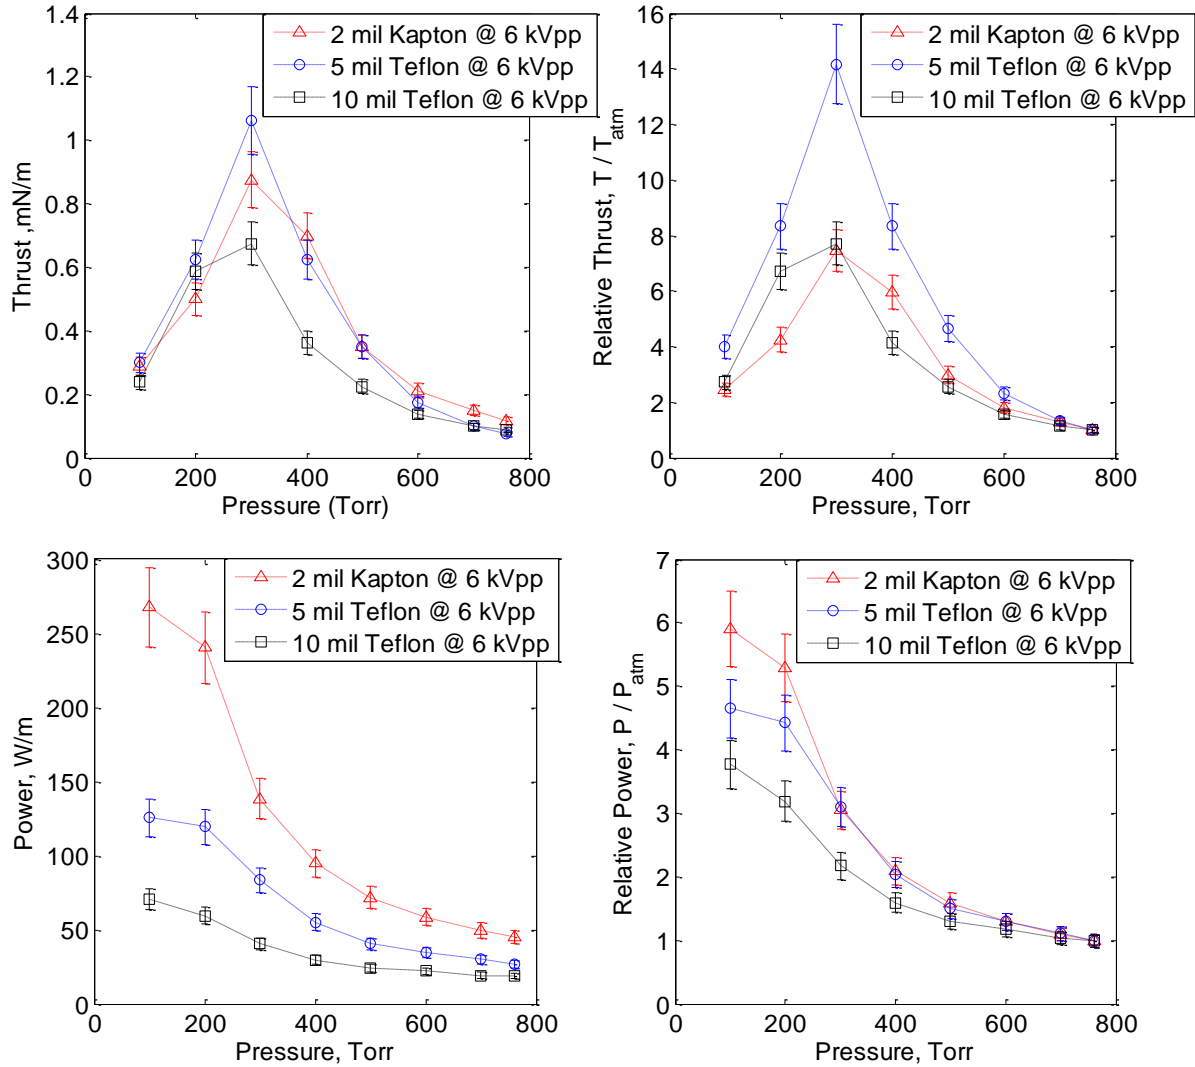 1.4
1.2
1
0.8
0.6
0.4
0.2
0
Thrust ,mN/m
2 mil Kapton @ 6 kVpp
5 mil Teflon @ 6 kVpp
10 mil Teflon @ 6 kVpp
0 200 400 600 800
Pressure (Torr)
16
14
12
10
8
6
4
2
0
Relative Thrust, T / Tatm
2 mil Kapton @ 6 kVpp
5 mil Teflon @ 6 kVpp
10 mil Teflon @ 6 kVpp
0 200 400 600 800
Pressure, Torr
300
250
200
150
100
50
0
Power, W/m
2 mil Kapton @ 6 kVpp
5 mil Teflon @ 6 kVpp
10 mil Teflon @ 6 kVpp
0 200 400 600 800
Pressure, Torr
7
6
5
4
3
2
1
0
Relative Power, P / Patm
2 mil Kapton @ 6 kVpp
5 mil Teflon @ 6 kVpp
10 mil Teflon @ 6 kVpp
0 200 400 600 800
Pressure, Torr